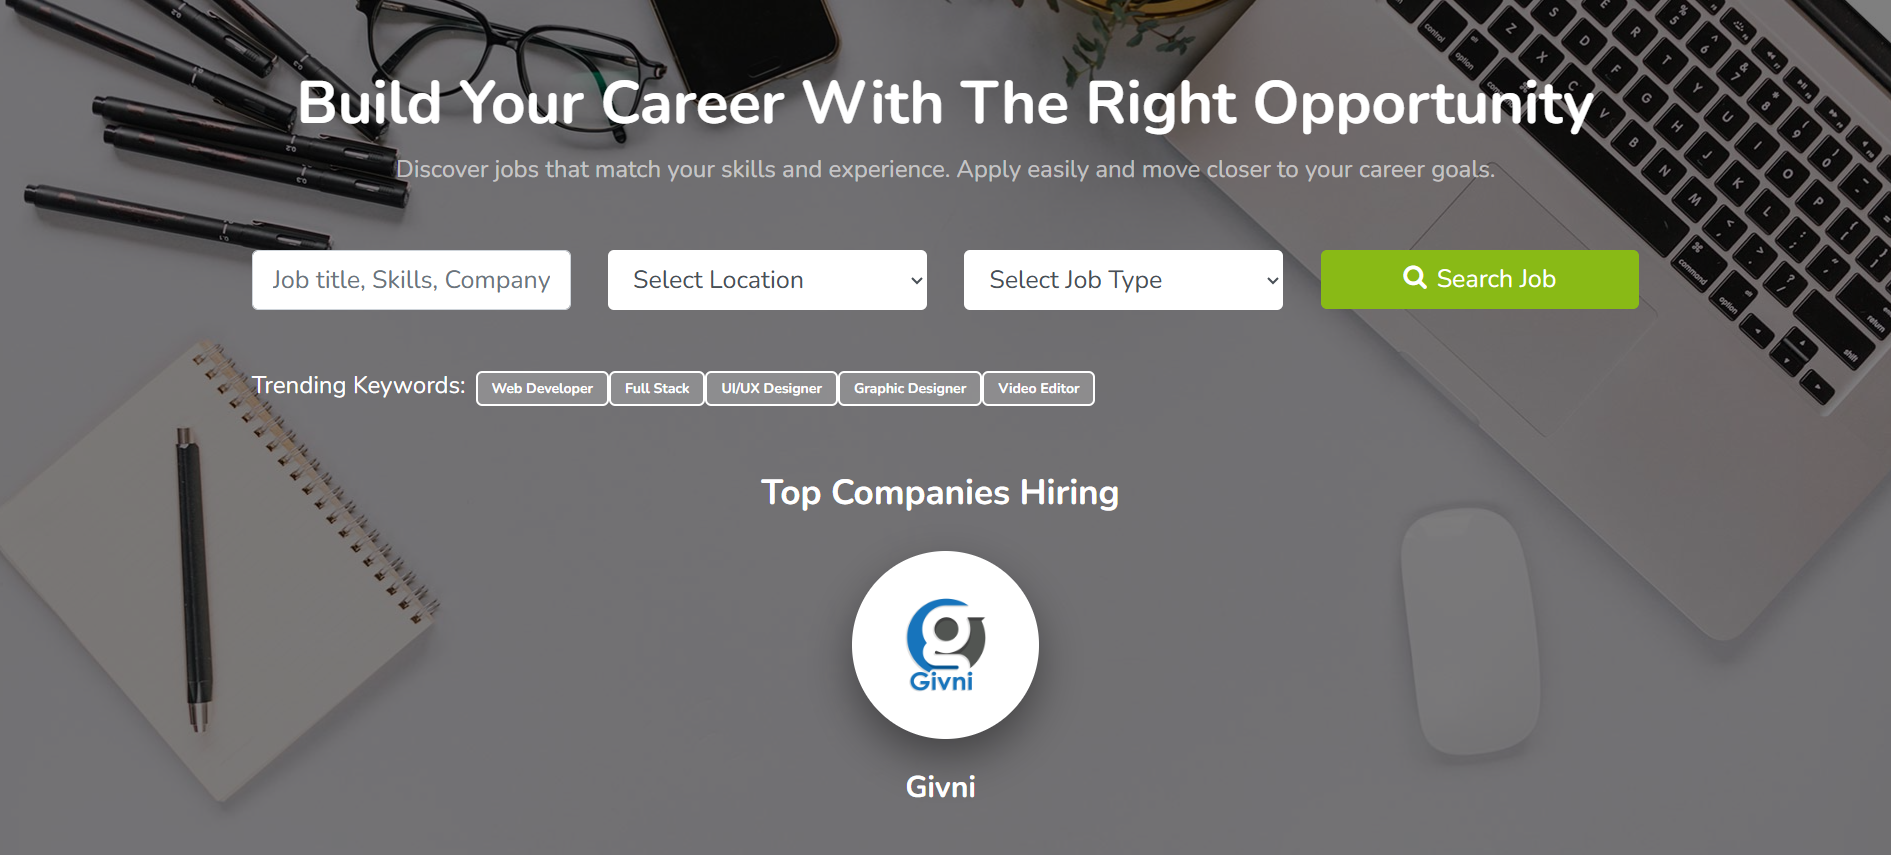 Build Your Career With The Right Opportunity
Discover jobs that match your skills and experience. Apply easily and move closer to your career goals.
Job title, Skills, Company
Select Location
Select Job Type
Search Job
Trending Keywords: Web Developer Full Stack UI/UX Designer Graphic Designer Video Editor
Top Companies Hiring
Givni
Givni